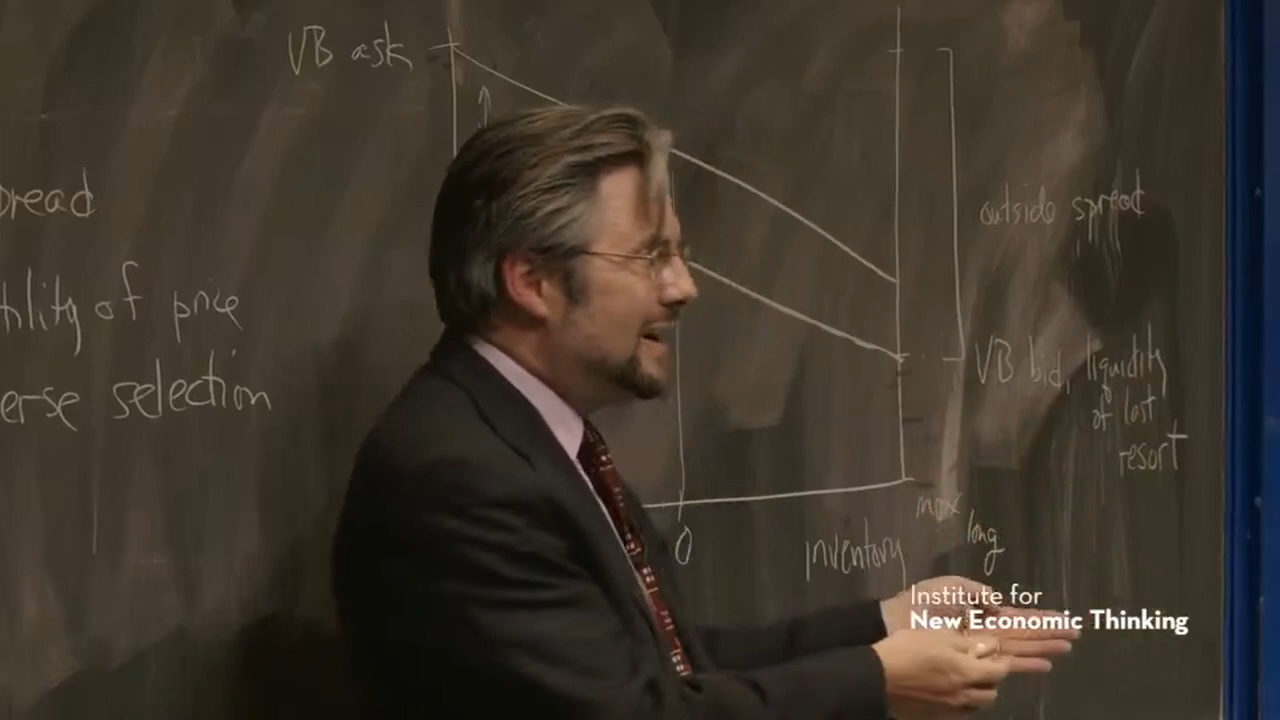 VB ask
pread
outside spread
tility of price
erse selection
VB bid, liquidity
of last
resort
0
inventory
max
long
Institute for
New Economic Thinking